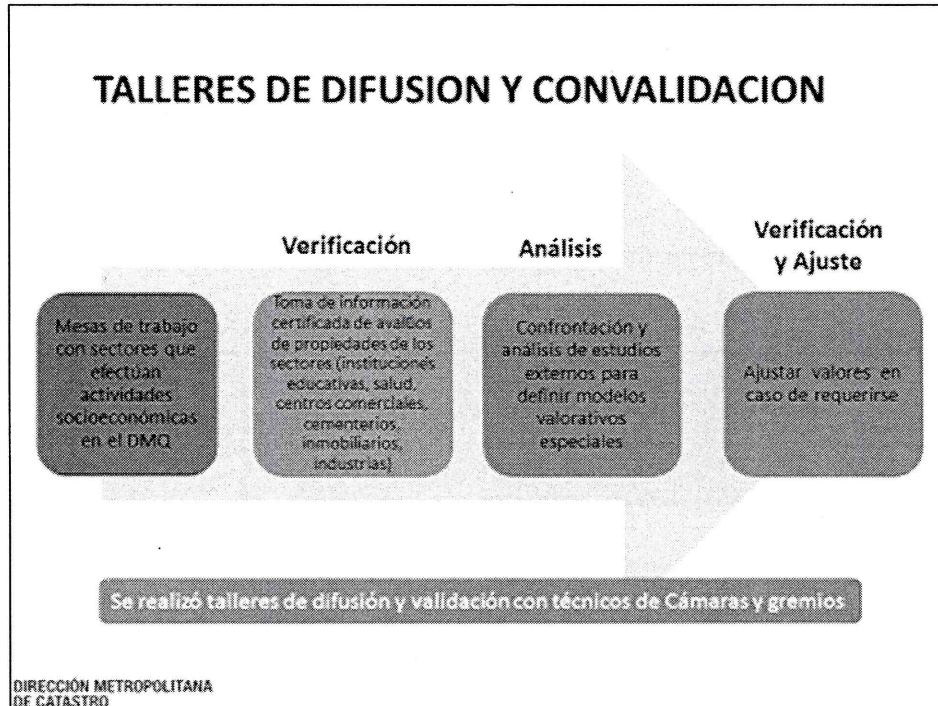 TALLERES DE DIFUSION Y CONVALIDACION
Mesas de trabajo
con sectores que
efectúan
actividades
socioeconómicas
en el DMQ
Verificación
Toma de información
certificada de avalúos
de propiedades de los
sectores (instituciones
educativas, salud,
centros comerciales,
cementerios,
inmobiliarios,
industrias)
Análisis
Confrontación y
análisis de estudios
externos para
definir modelos
valorativos
especiales
Verificación
y Ajuste
Ajustar valores en
caso de requerirse
Se realizó talleres de difusión y validación con técnicos de Cámaras y gremios
DIRECCIÓN METROPOLITANA
DE CATASTRO